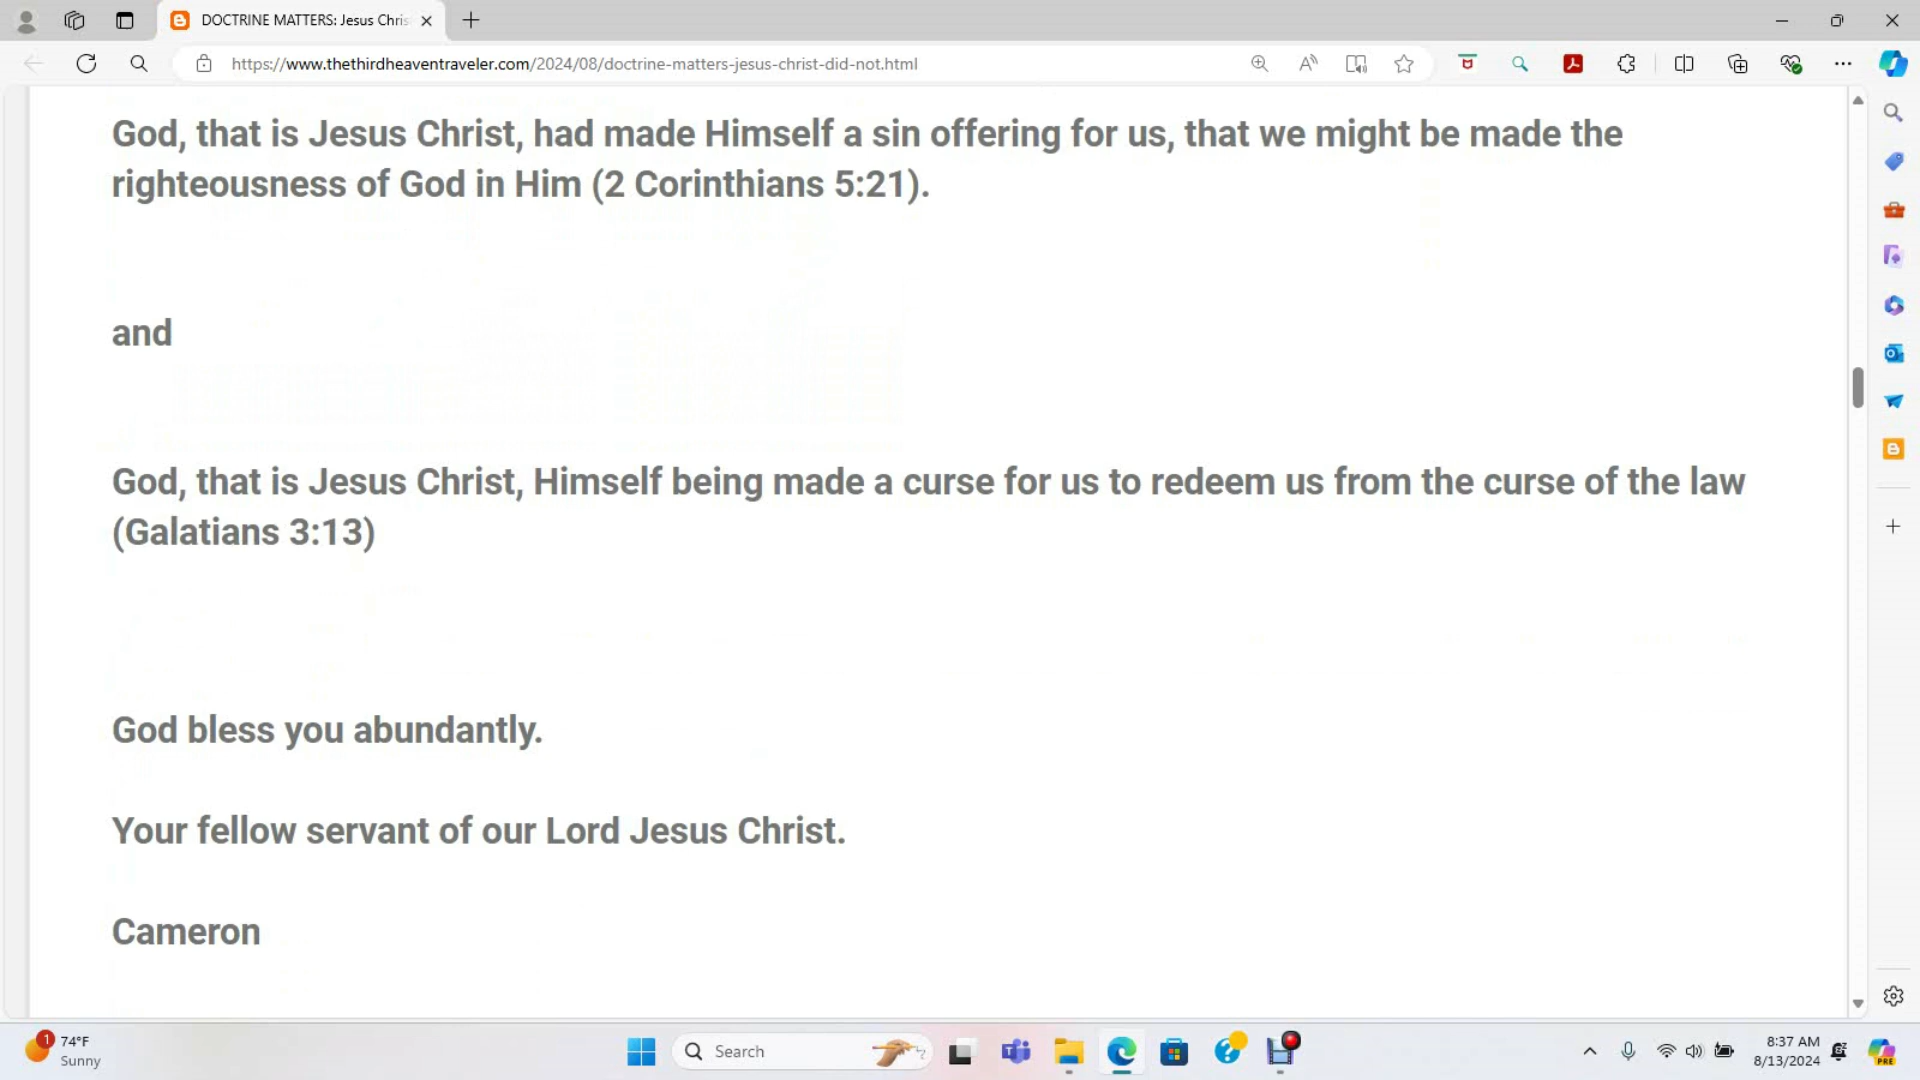 DOCTRINE MATTERS: Jesus Chris
https://www.thethirdheaventraveler.com/2024/08/doctrine-matters-jesus-christ-did-not.html
God, that is Jesus Christ, had made Himself a sin offering for us, that we might be made the
righteousness of God in Him (2 Corinthians 5:21).
and
God, that is Jesus Christ, Himself being made a curse for us to redeem us from the curse of the law
(Galatians 3:13)
God bless you abundantly.
Your fellow servant of our Lord Jesus Christ.
Cameron
1
74°F
Sunny
Search
8:37 AM
8/13/2024
PRE